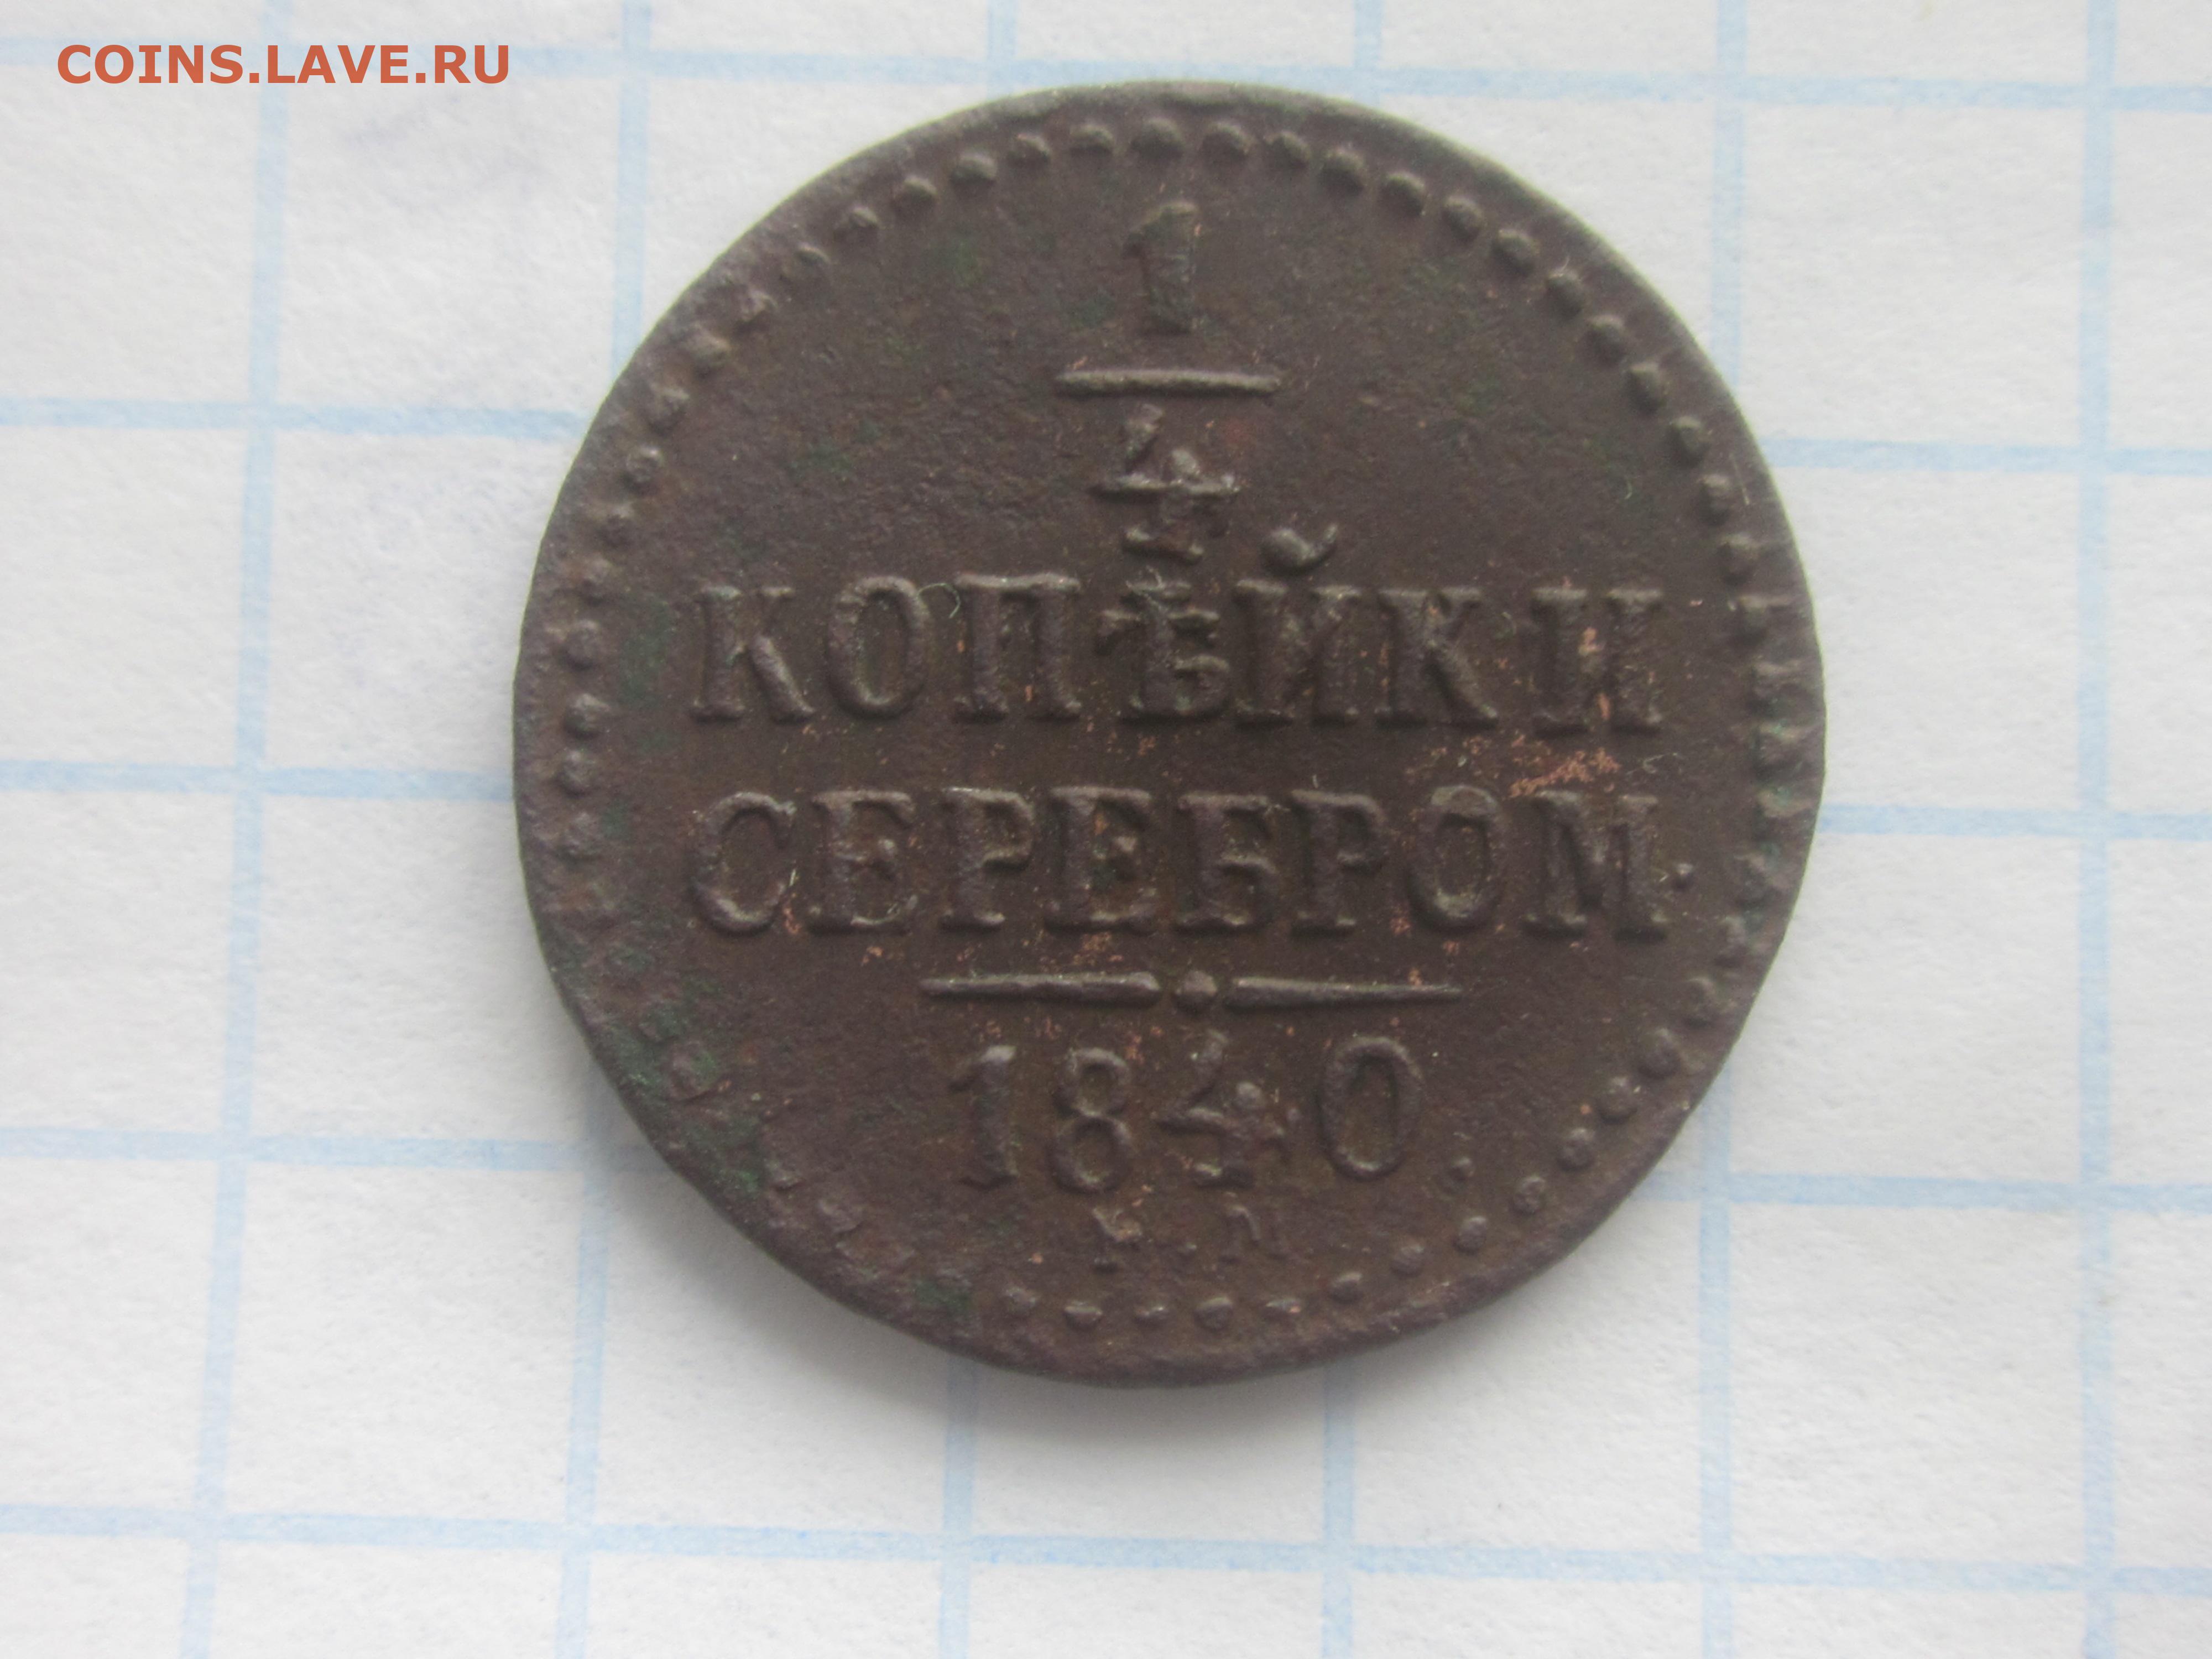 COINS.LAVE.RU
1
4
КОПѢЙКИ
СЕРЕБРОМ.
1840.